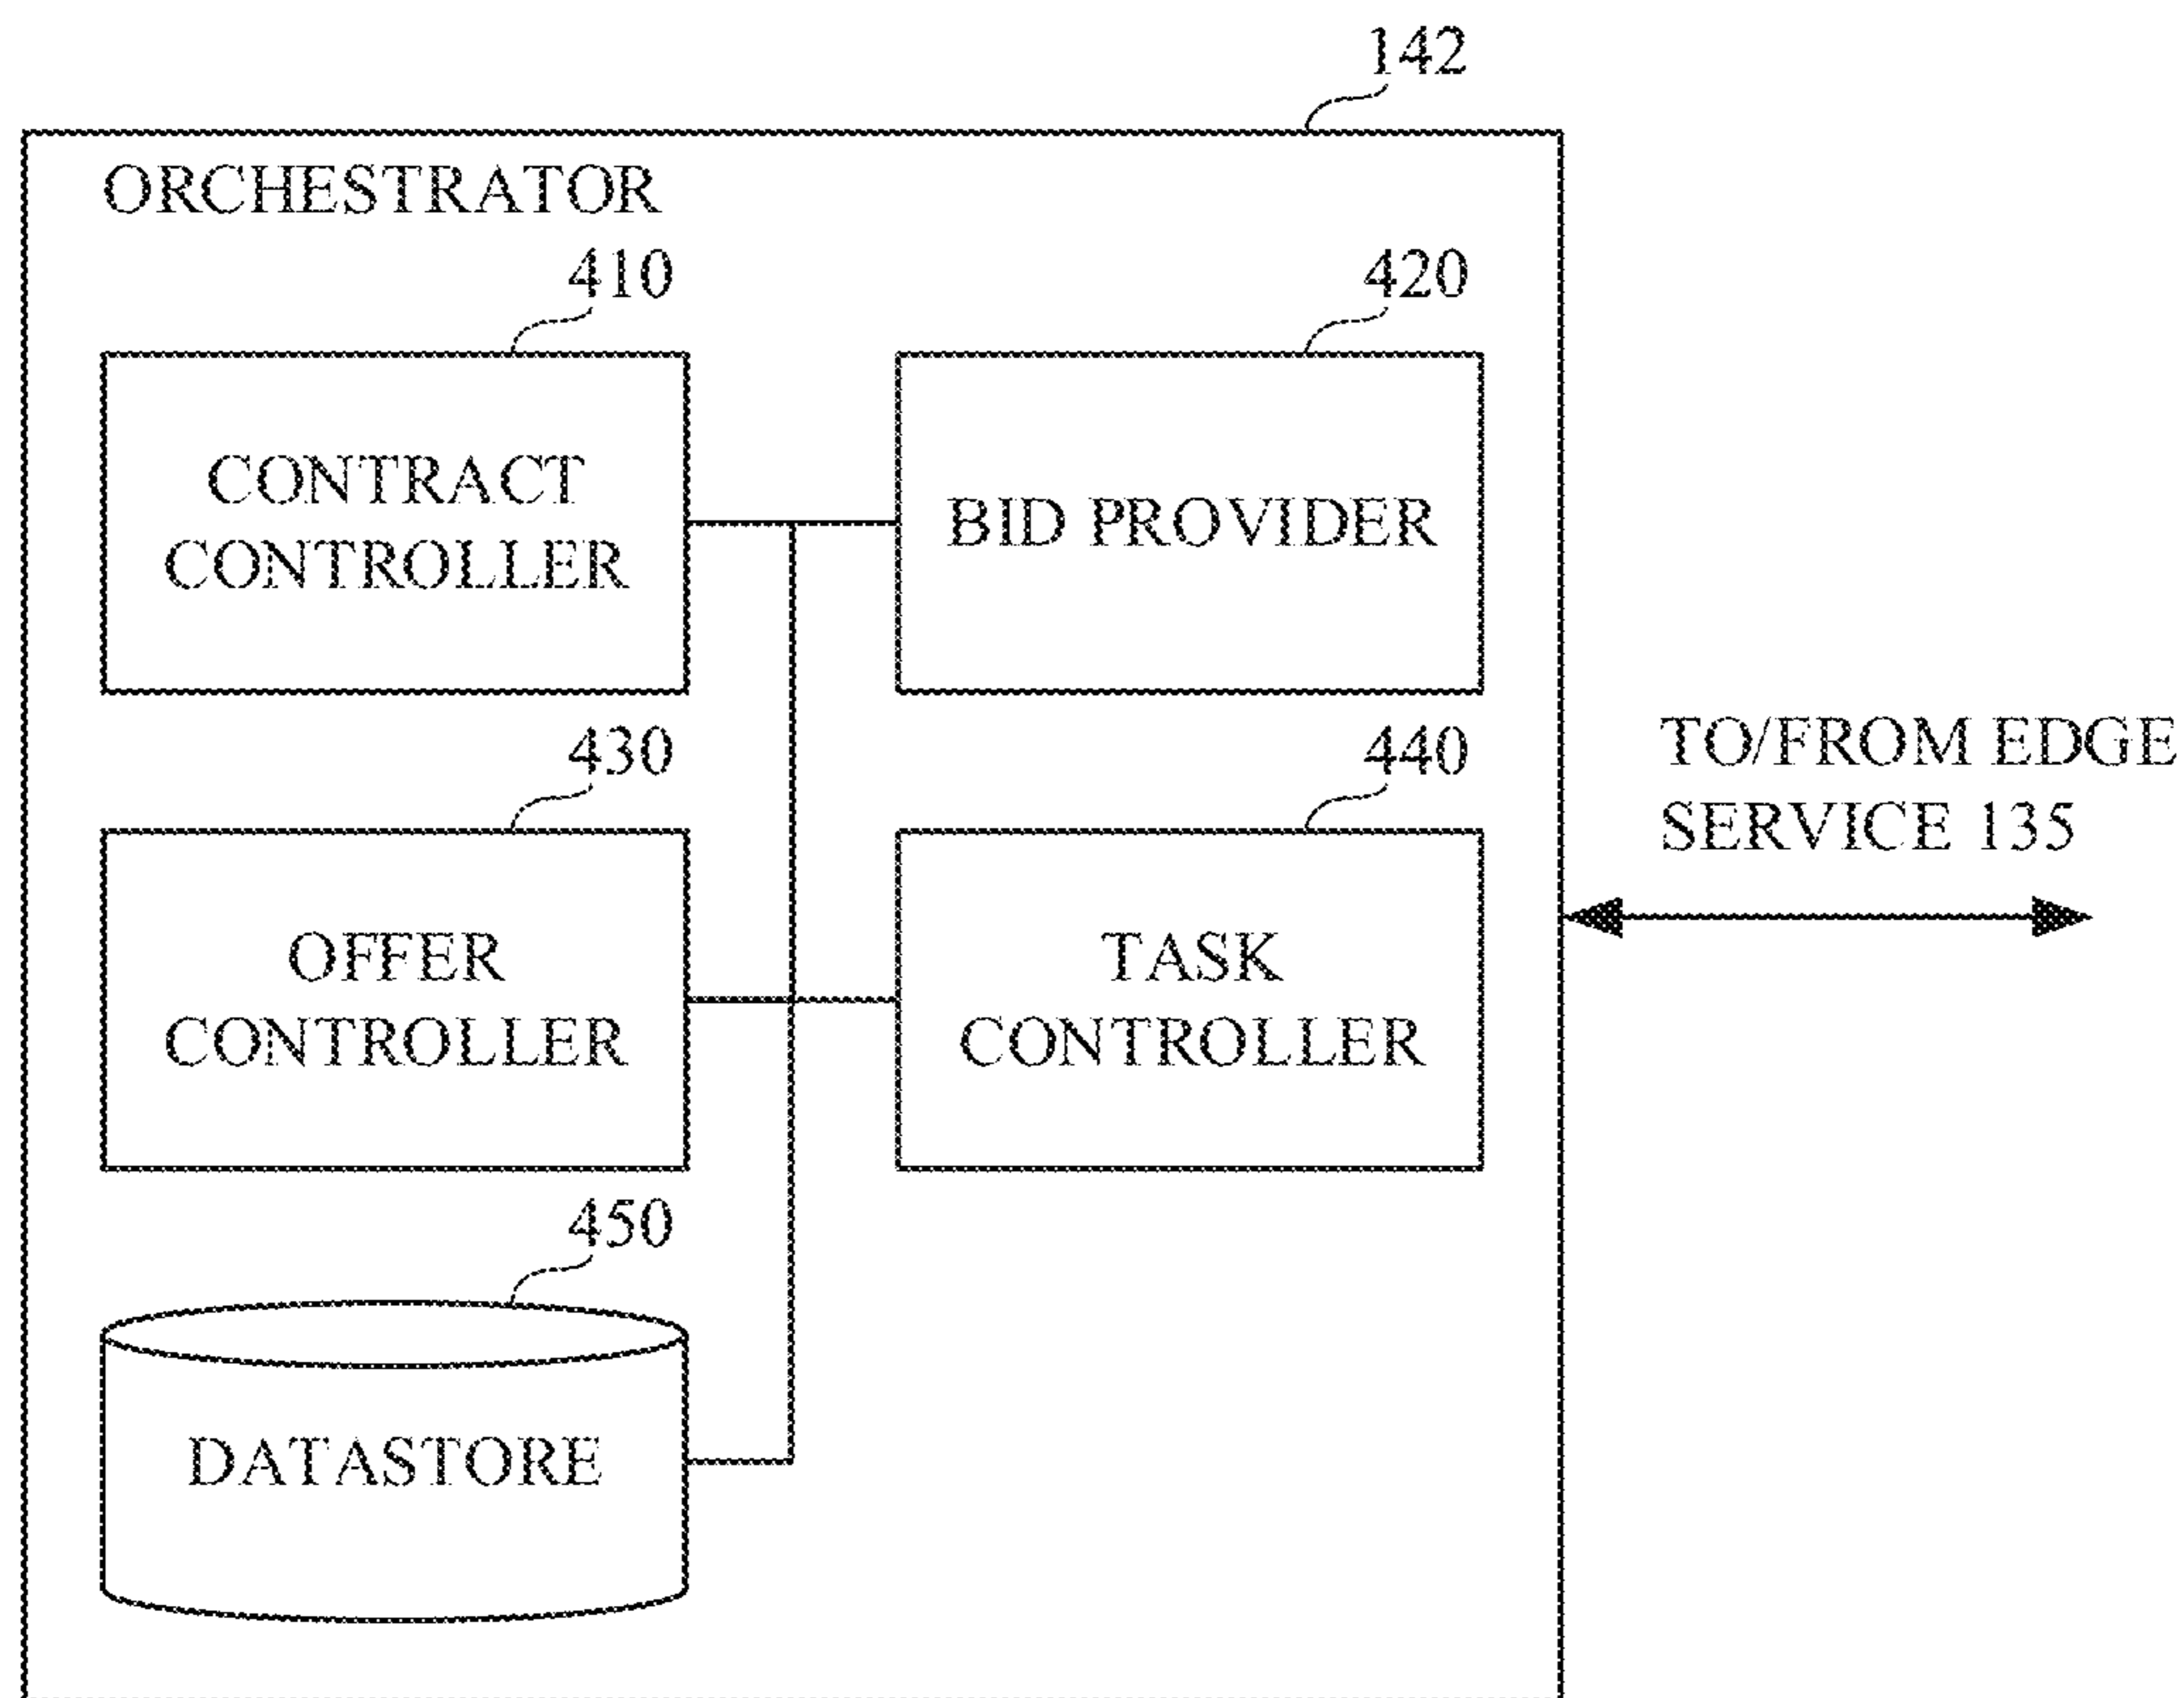 142
ORCHESTRATOR
410
420
CONTRACT
CONTROLLER
BID PROVIDER
430
440
TO/FROM EDGE
SERVICE 135
OFFER
CONTROLLER
TASK
CONTROLLER
450
DATASTORE